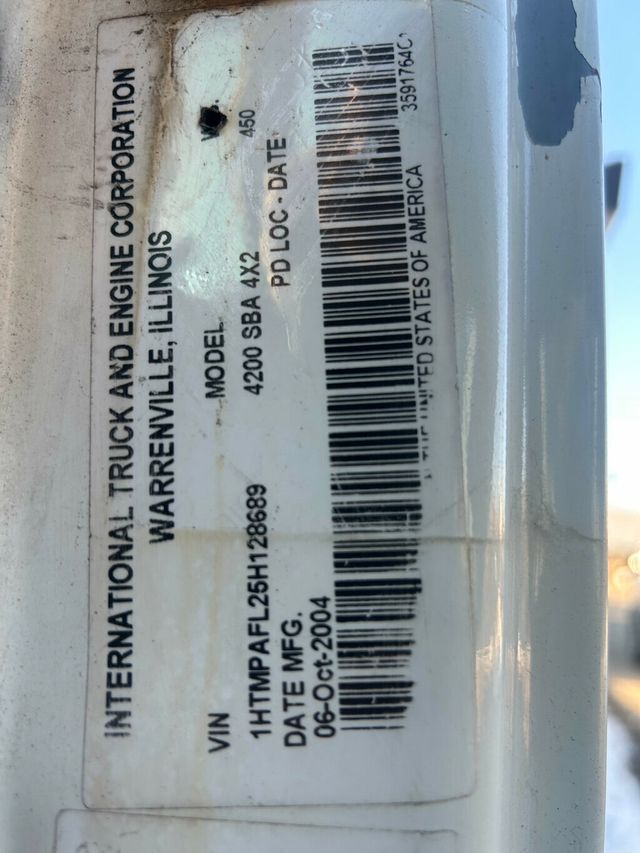 INTERNATIONAL TRUCK AND ENGINE CORPORATION
WARRENVILLE, ILLINOIS
VIN MODEL
1HTMPAFL25H128689 4200 SBA 4X2 450
DATE MFG. PD LOC - DATE
06-Oct-2004
UNITED STATES OF AMERICA 3591764C